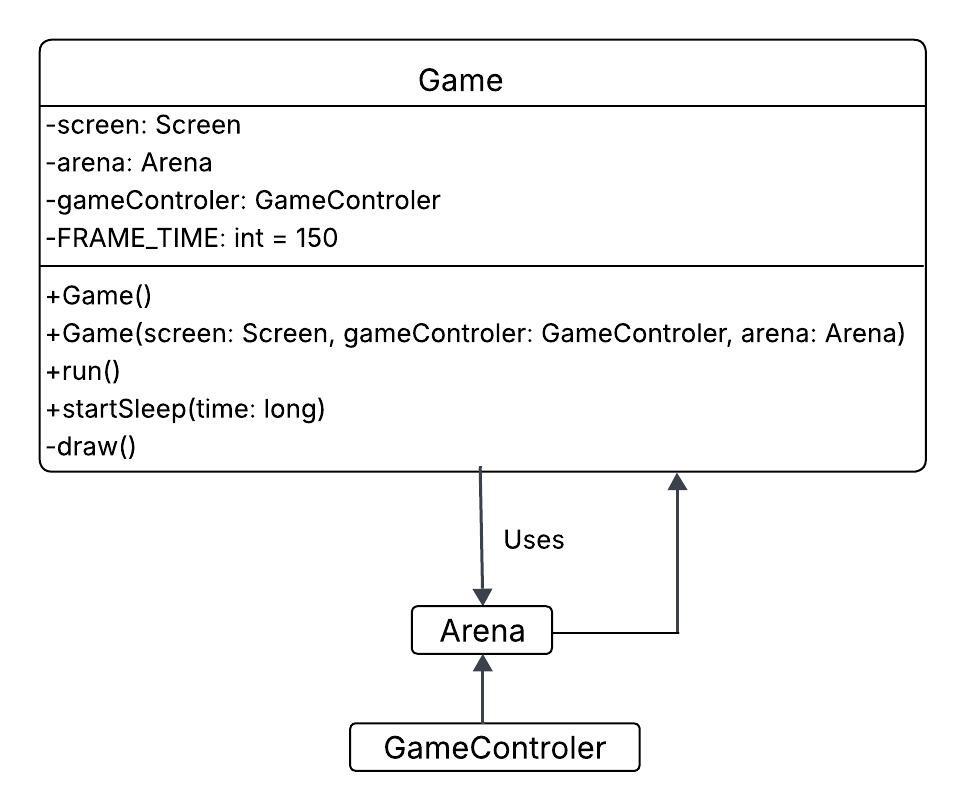 Game
-screen: Screen
-arena: Arena
-gameControler: GameControler
-FRAME_TIME: int = 150
+Game()
+Game(screen: Screen, gameControler: GameControler, arena: Arena)
+run()
+startSleep(time: long)
-draw()
Uses
Arena
GameControler